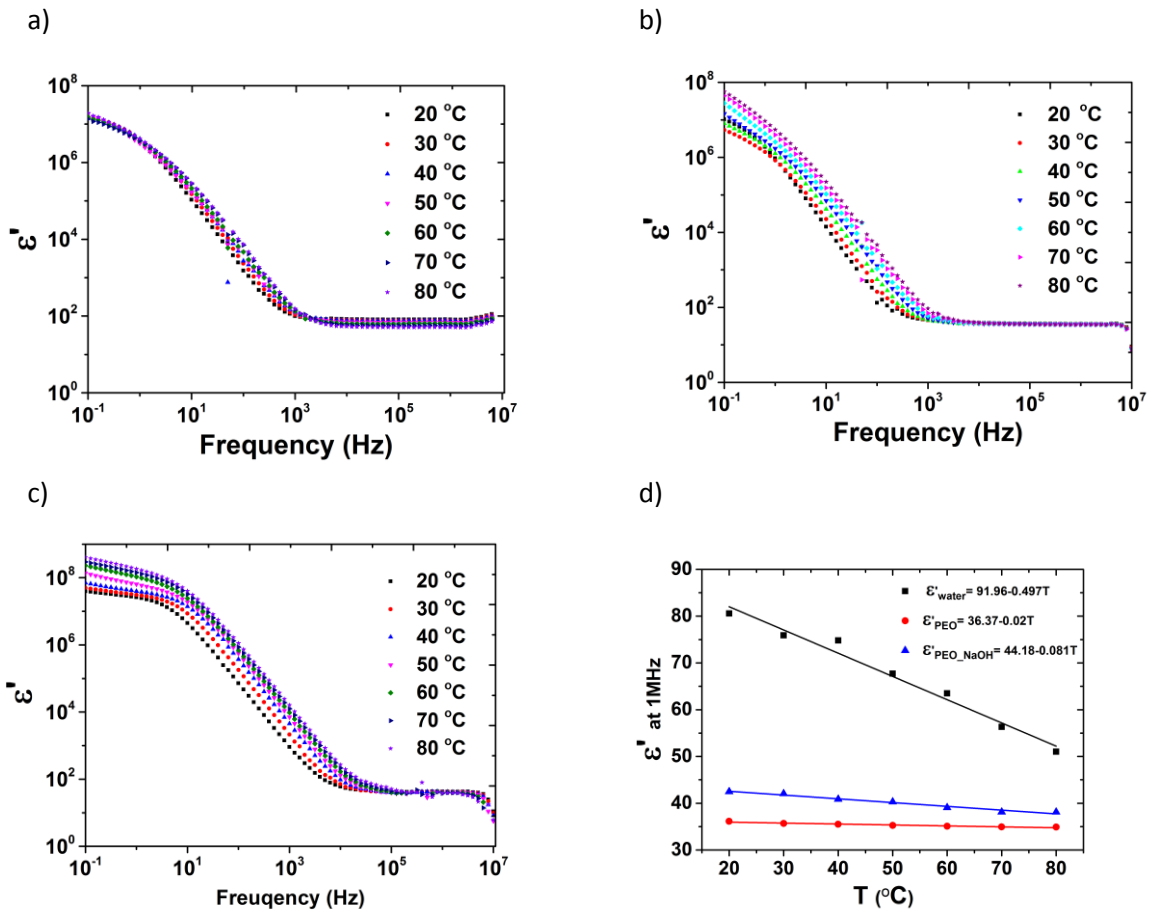 a)
10⁸
10⁶
10⁴
10²
10⁰
ε'
20 °C
30 °C
40 °C
50 °C
60 °C
70 °C
80 °C
10⁻¹
10¹
10³
10⁵
10⁷
Frequency (Hz)
b)
10⁸
10⁶
10⁴
10²
10⁰
ε'
20 °C
30 °C
40 °C
50 °C
60 °C
70 °C
80 °C
10⁻¹
10¹
10³
10⁵
10⁷
Frequency (Hz)
c)
10⁸
10⁶
10⁴
10²
10⁰
ε'
20 °C
30 °C
40 °C
50 °C
60 °C
70 °C
80 °C
10⁻¹
10¹
10³
10⁵
10⁷
Freuqency (Hz)
d)
90
80
70
60
50
40
30
ε' at 1MHz
ε'water= 91.96-0.497T
ε'PEO= 36.37-0.02T
ε'PEO_NaOH= 44.18-0.081T
20
30
40
50
60
70
80
T (°C)